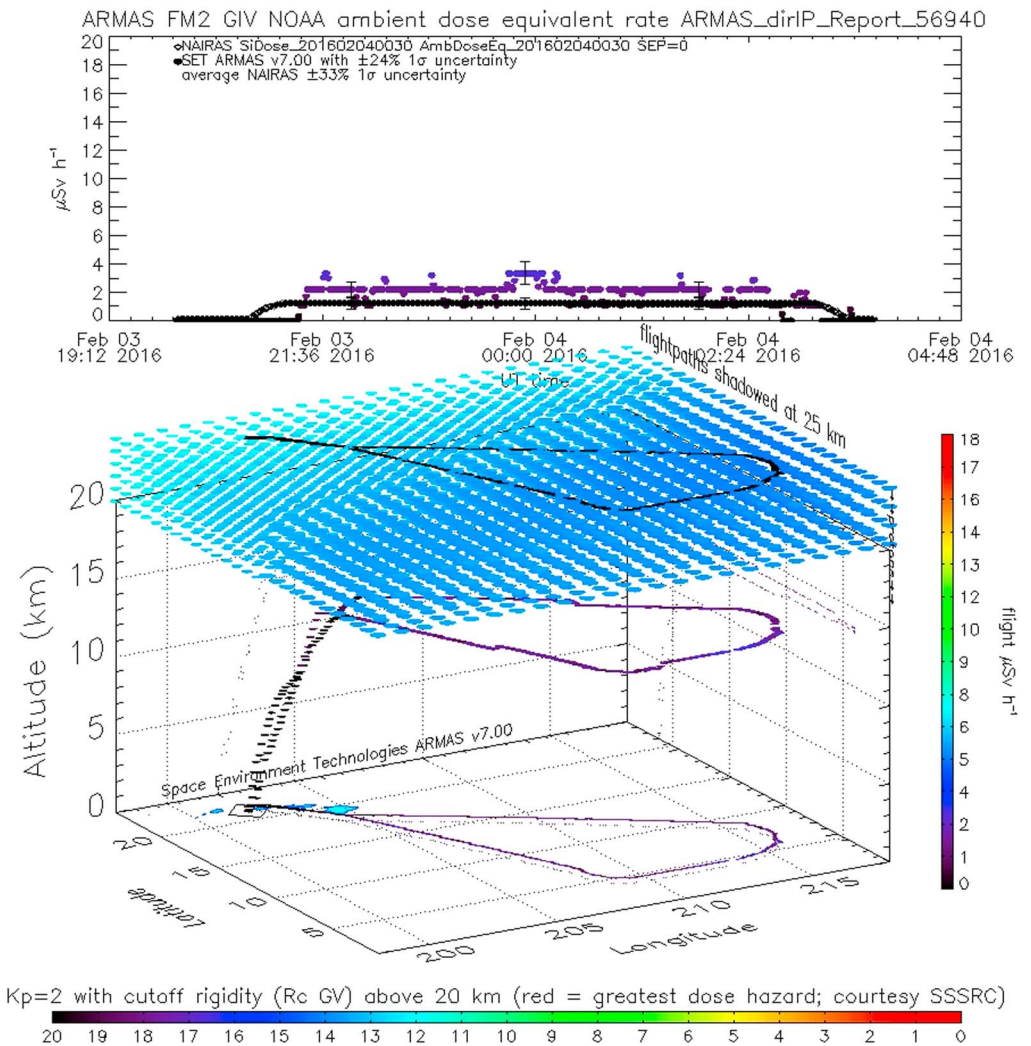 ARMAS FM2 GIV NOAA ambient dose equivalent rate ARMAS_dirIP_Report_56940
NAIRAS SiDose_201602040030 AmbDoseEq_201602040030 SEP=0
SET ARMAS v7.00 with ±24% 1σ uncertainty
average NAIRAS ±33% 1σ uncertainty
20
18
16
14
12
10
8
6
4
2
0
μSv h⁻¹
Feb 03 Feb 03 Feb 04 Feb 04 Feb 04
19:12 2016 21:36 2016 00:00 2016 02:24 2016 04:48 2016
UT time
flightpaths shadowed at 25 km
20
15
10
5
0
Altitude (km)
Space Environment Technologies ARMAS v7.00
20 15 10 5
Latitude
200 205 210 215
Longitude
18
17
16
15
14
13
12
11
10
9
8
7
6
5
4
3
2
1
0
flight μSv h⁻¹
Kp=2 with cutoff rigidity (Rc GV) above 20 km (red = greatest dose hazard; courtesy SSSRC)
20 19 18 17 16 15 14 13 12 11 10 9 8 7 6 5 4 3 2 1 0